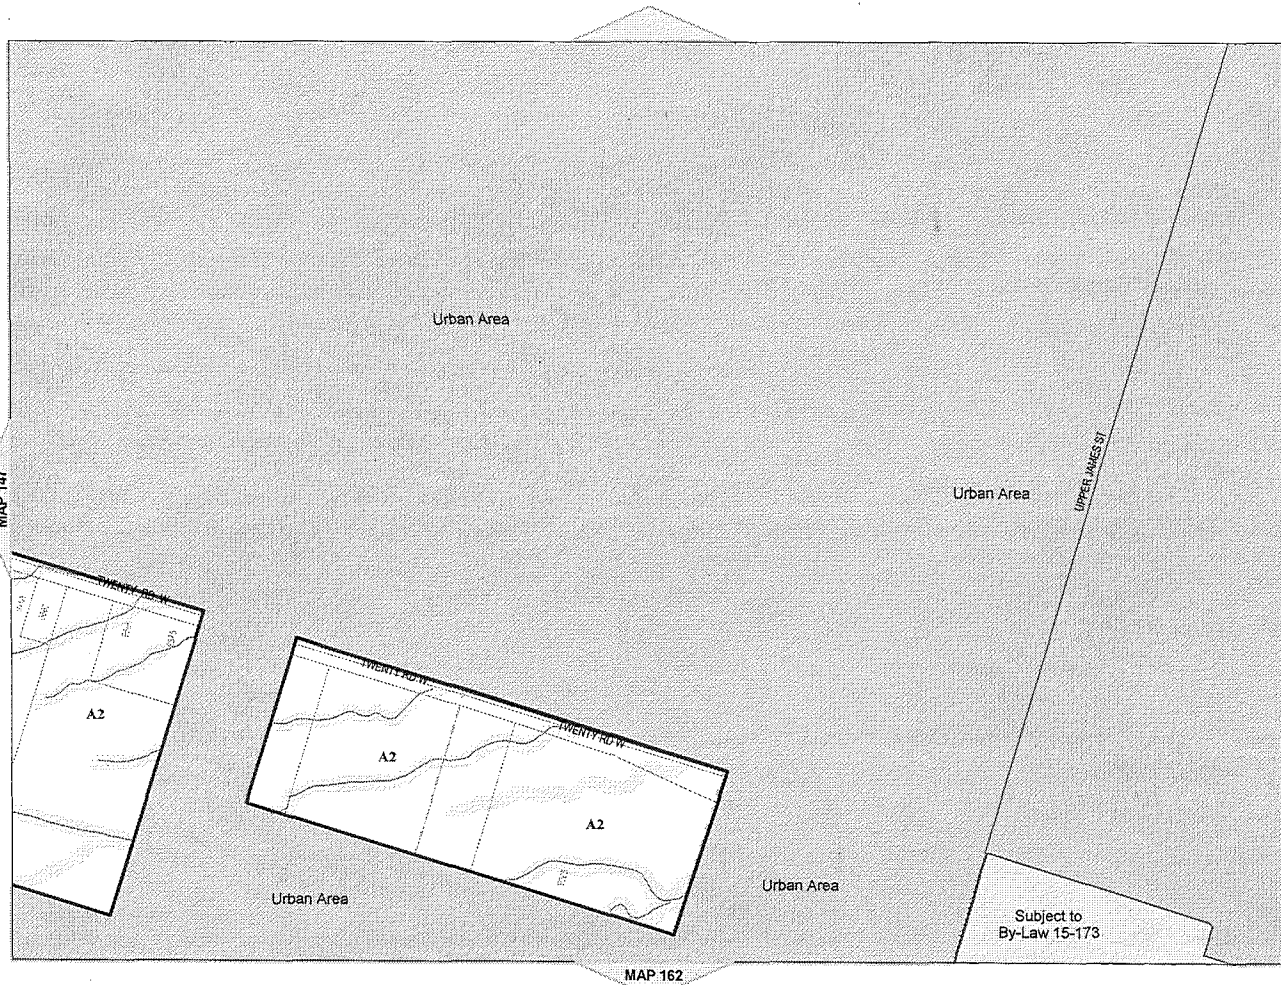 Urban Area
UPPER JAMES ST
Urban Area
MAP 147
TWENTY RD W
TWENTY RD W
TWENTY RD W
A2
A2
A2
Urban Area
Urban Area
Subject to
By-Law 15-173
MAP 162